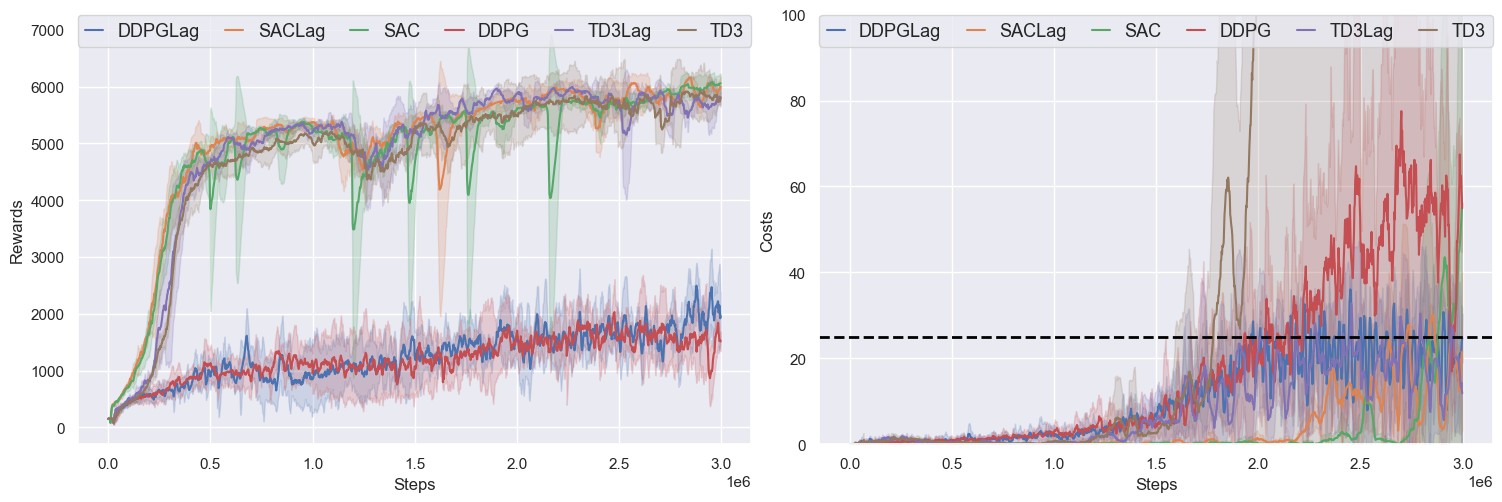 DDPGLag SACLag SAC DDPG TD3Lag TD3
7000
6000
5000
4000
3000
2000
1000
0
Rewards
0.0 0.5 1.0 1.5 2.0 2.5 3.0
Steps
1e6
DDPGLag SACLag SAC DDPG TD3Lag TD3
100
80
60
40
20
0
Costs
0.0 0.5 1.0 1.5 2.0 2.5 3.0
Steps
1e6